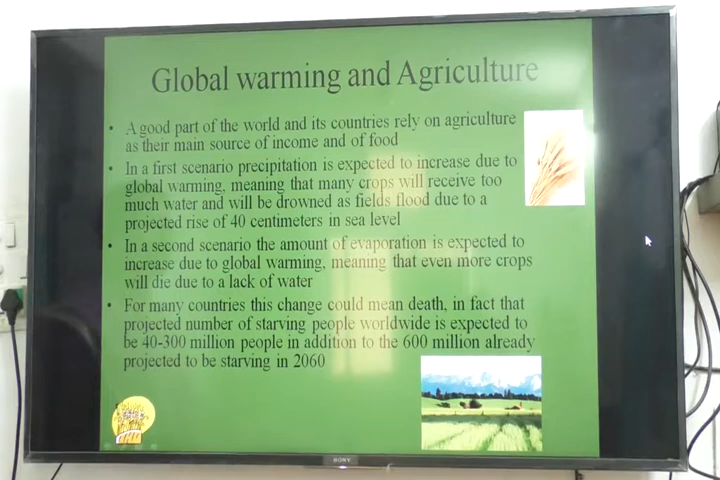 Global warming and Agriculture
• A good part of the world and its countries rely on agriculture
as their main source of income and of food
• In a first scenario precipitation is expected to increase due to
global warming, meaning that many crops will receive too
much water and will be drowned as fields flood due to a
projected rise of 40 centimeters in sea level
• In a second scenario the amount of evaporation is expected to
increase due to global warming, meaning that even more crops
will die due to a lack of water
• For many countries this change could mean death, in fact that
projected number of starving people worldwide is expected to
be 40-300 million people in addition to the 600 million already
projected to be starving in 2060
SONY